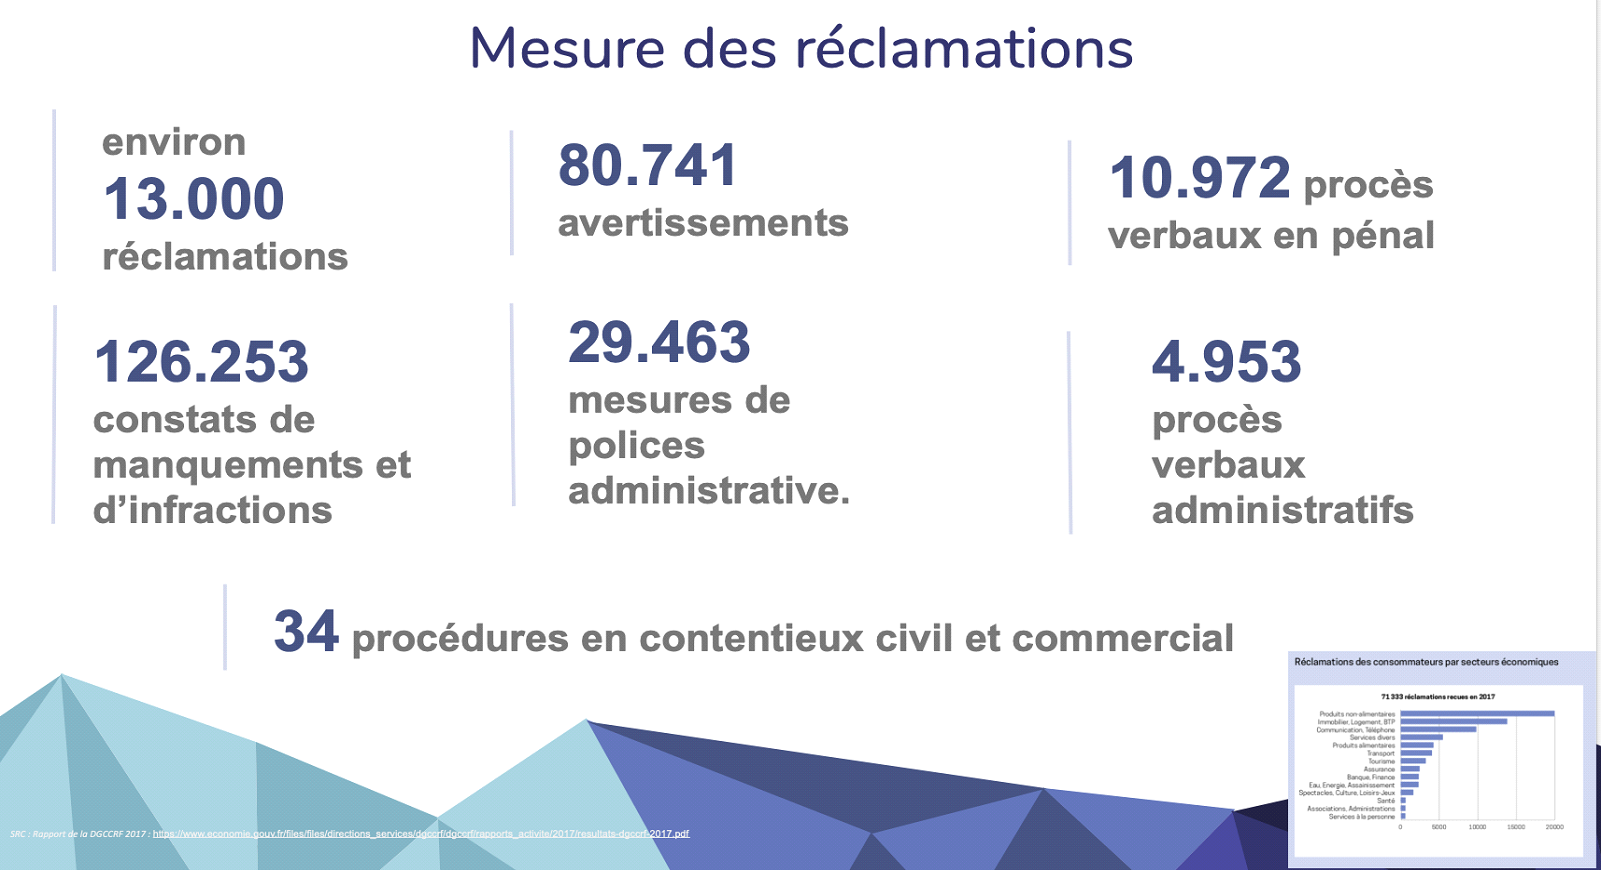 Mesure des réclamations
environ
13.000
réclamations
80.741
avertissements
10.972 procès
verbaux en pénal
126.253
constats de
manquements et
d’infractions
29.463
mesures de
polices
administrative.
4.953
procès
verbaux
administratifs
34 procédures en contentieux civil et commercial
Réclamations des consommateurs par secteurs économiques
71 333 réclamations recues en 2017
Produits non-alimentaires
Immobilier, Logement, BTP
Communication, Téléphone
Services divers
Produits alimentaires
Transport
Tourisme
Assurance
Banque, Finance
Eau, Energie, Assainissement
Spectacles, Culture, Loisirs-Jeux
Santé
Associations, Administrations
Services à la personne
0 5000 10000 15000 20000
SRC : Rapport de la DGCCRF 2017 : https://www.economie.gouv.fr/files/files/directions_services/dgccrf/dgccrf/rapports_activite/2017/resultats-dgccrf-2017.pdf